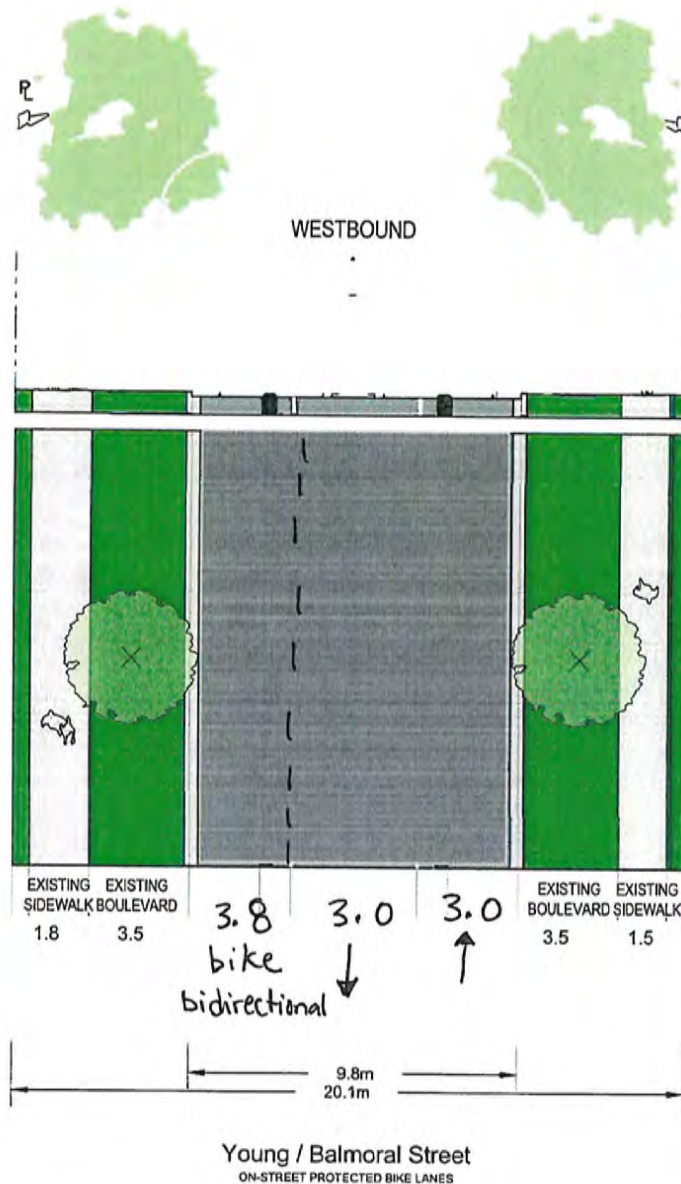 PL
WESTBOUND
EXISTING SIDEWALK 1.8
EXISTING BOULEVARD 3.5
3.8 bike bidirectional
3.0
3.0
EXISTING BOULEVARD 3.5
EXISTING SIDEWALK 1.5
9.8m
20.1m
Young / Balmoral Street
ON-STREET PROTECTED BIKE LANES